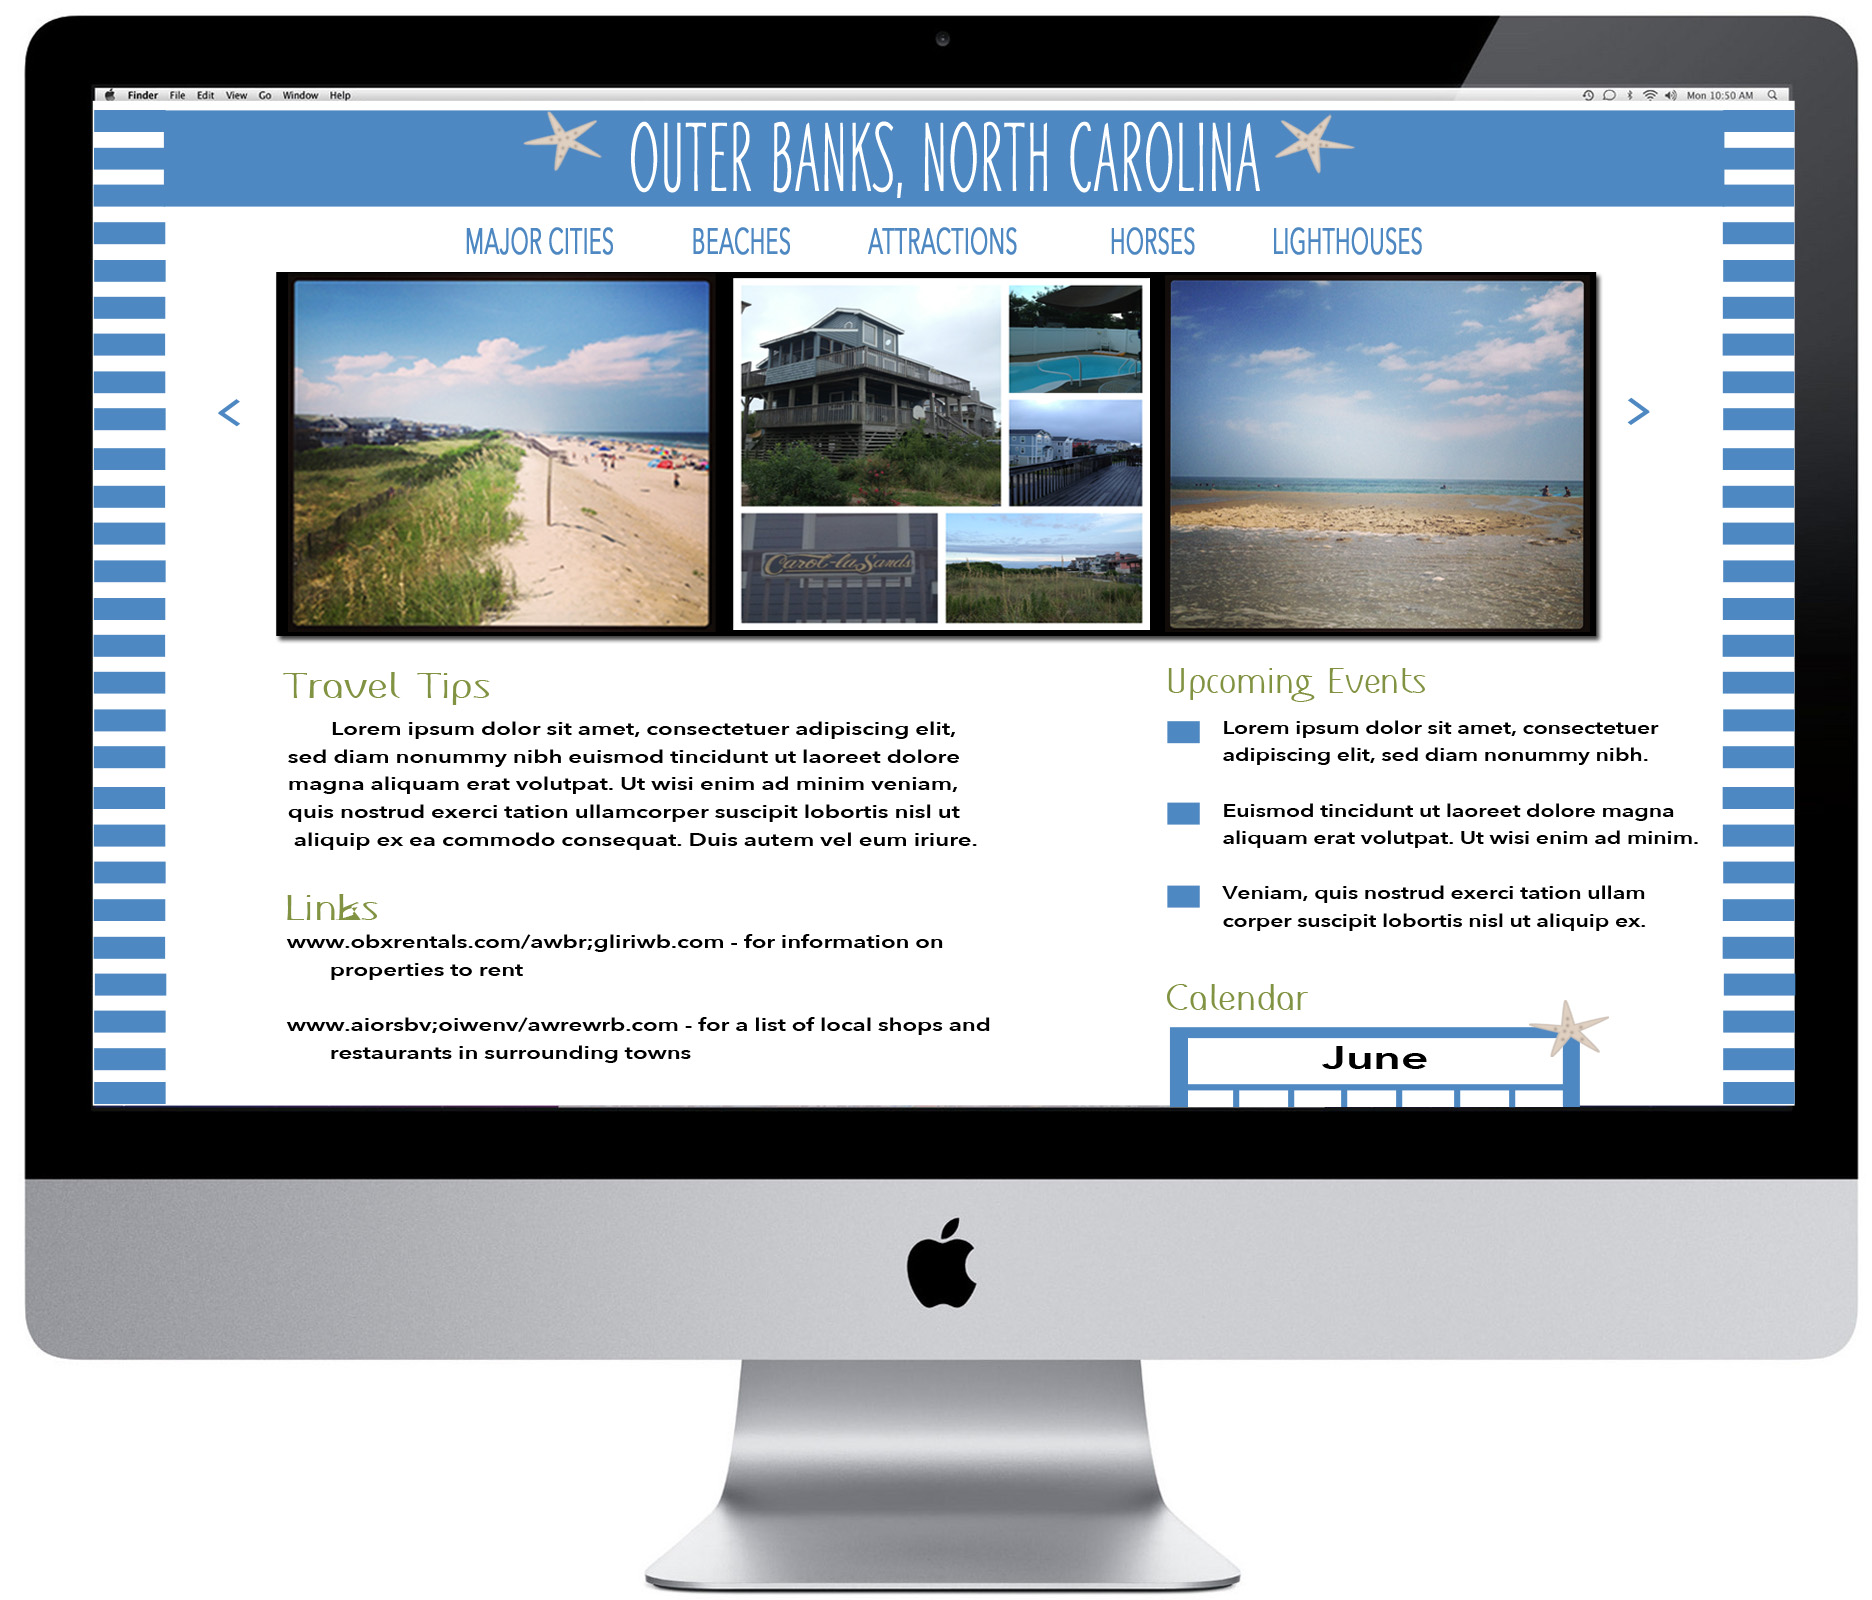 Finder File Edit View Go Window Help
Mon 10:50 AM
OUTER BANKS, NORTH CAROLINA
MAJOR CITIES BEACHES ATTRACTIONS HORSES LIGHTHOUSES
<
>
Carol-la Sands
Travel Tips
Lorem ipsum dolor sit amet, consectetuer adipiscing elit,
sed diam nonummy nibh euismod tincidunt ut laoreet dolore
magna aliquam erat volutpat. Ut wisi enim ad minim veniam,
quis nostrud exerci tation ullamcorper suscipit lobortis nisl ut
aliquip ex ea commodo consequat. Duis autem vel eum iriure.
Links
www.obxrentals.com/awbr;gliriwb.com - for information on
properties to rent
www.aiorsbv;oiwenv/awrewrb.com - for a list of local shops and
restaurants in surrounding towns
Upcoming Events
Lorem ipsum dolor sit amet, consectetuer
adipiscing elit, sed diam nonummy nibh.
Euismod tincidunt ut laoreet dolore magna
aliquam erat volutpat. Ut wisi enim ad minim.
Veniam, quis nostrud exerci tation ullam
corper suscipit lobortis nisl ut aliquip ex.
Calendar
June